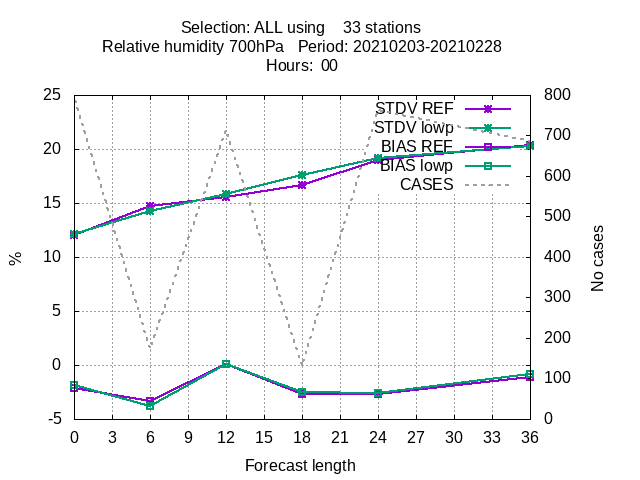 Selection: ALL using    33 stations
Relative humidity 700hPa   Period: 20210203-20210228
Hours:  00
25
20
15
10
5
0
-5
%
STDV REF
STDV lowp
BIAS REF
BIAS lowp
CASES
800
700
600
500
400
300
200
100
0
No cases
0 3 6 9 12 15 18 21 24 27 30 33 36
Forecast length